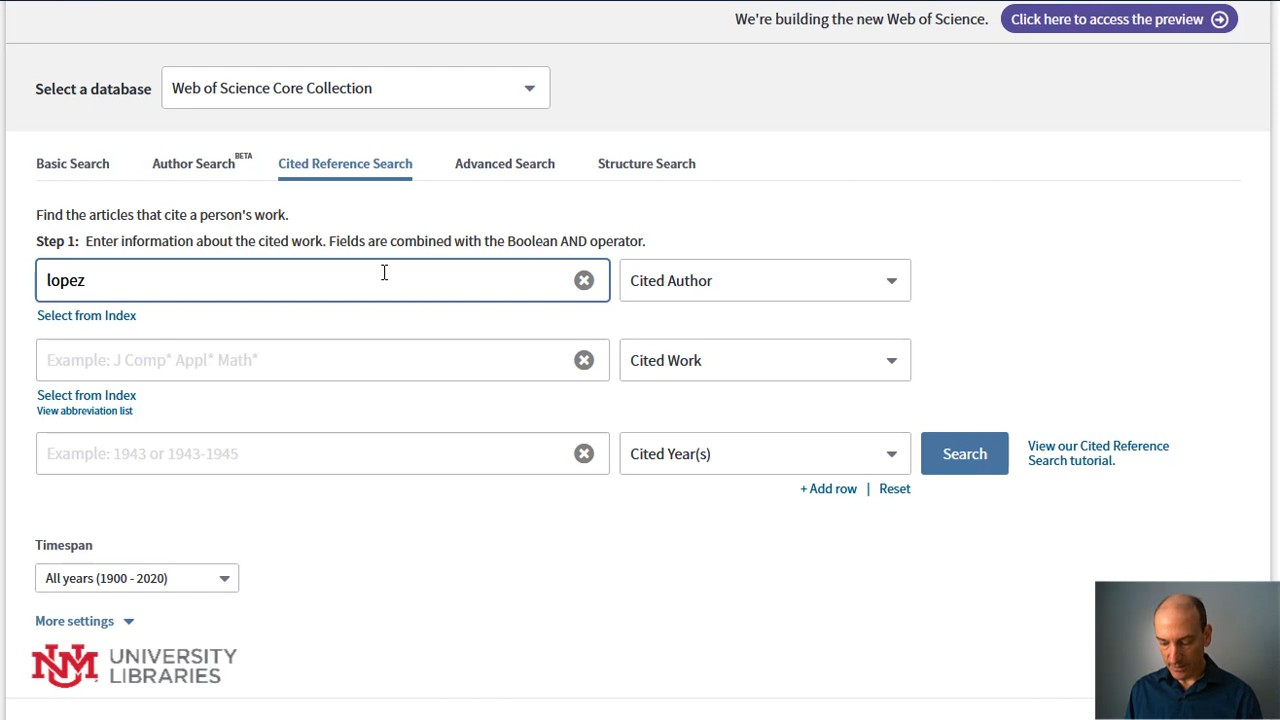 We're building the new Web of Science. Click here to access the preview
Select a database Web of Science Core Collection
Basic Search Author Search BETA Cited Reference Search Advanced Search Structure Search
Find the articles that cite a person's work.
Step 1: Enter information about the cited work. Fields are combined with the Boolean AND operator.
lopez Cited Author
Select from Index
Example: J Comp* Appl* Math* Cited Work
Select from Index
View abbreviation list
Example: 1943 or 1943-1945 Cited Year(s) Search View our Cited Reference
Search tutorial.
+ Add row | Reset
Timespan
All years (1900 - 2020)
More settings
UNM UNIVERSITY
LIBRARIES